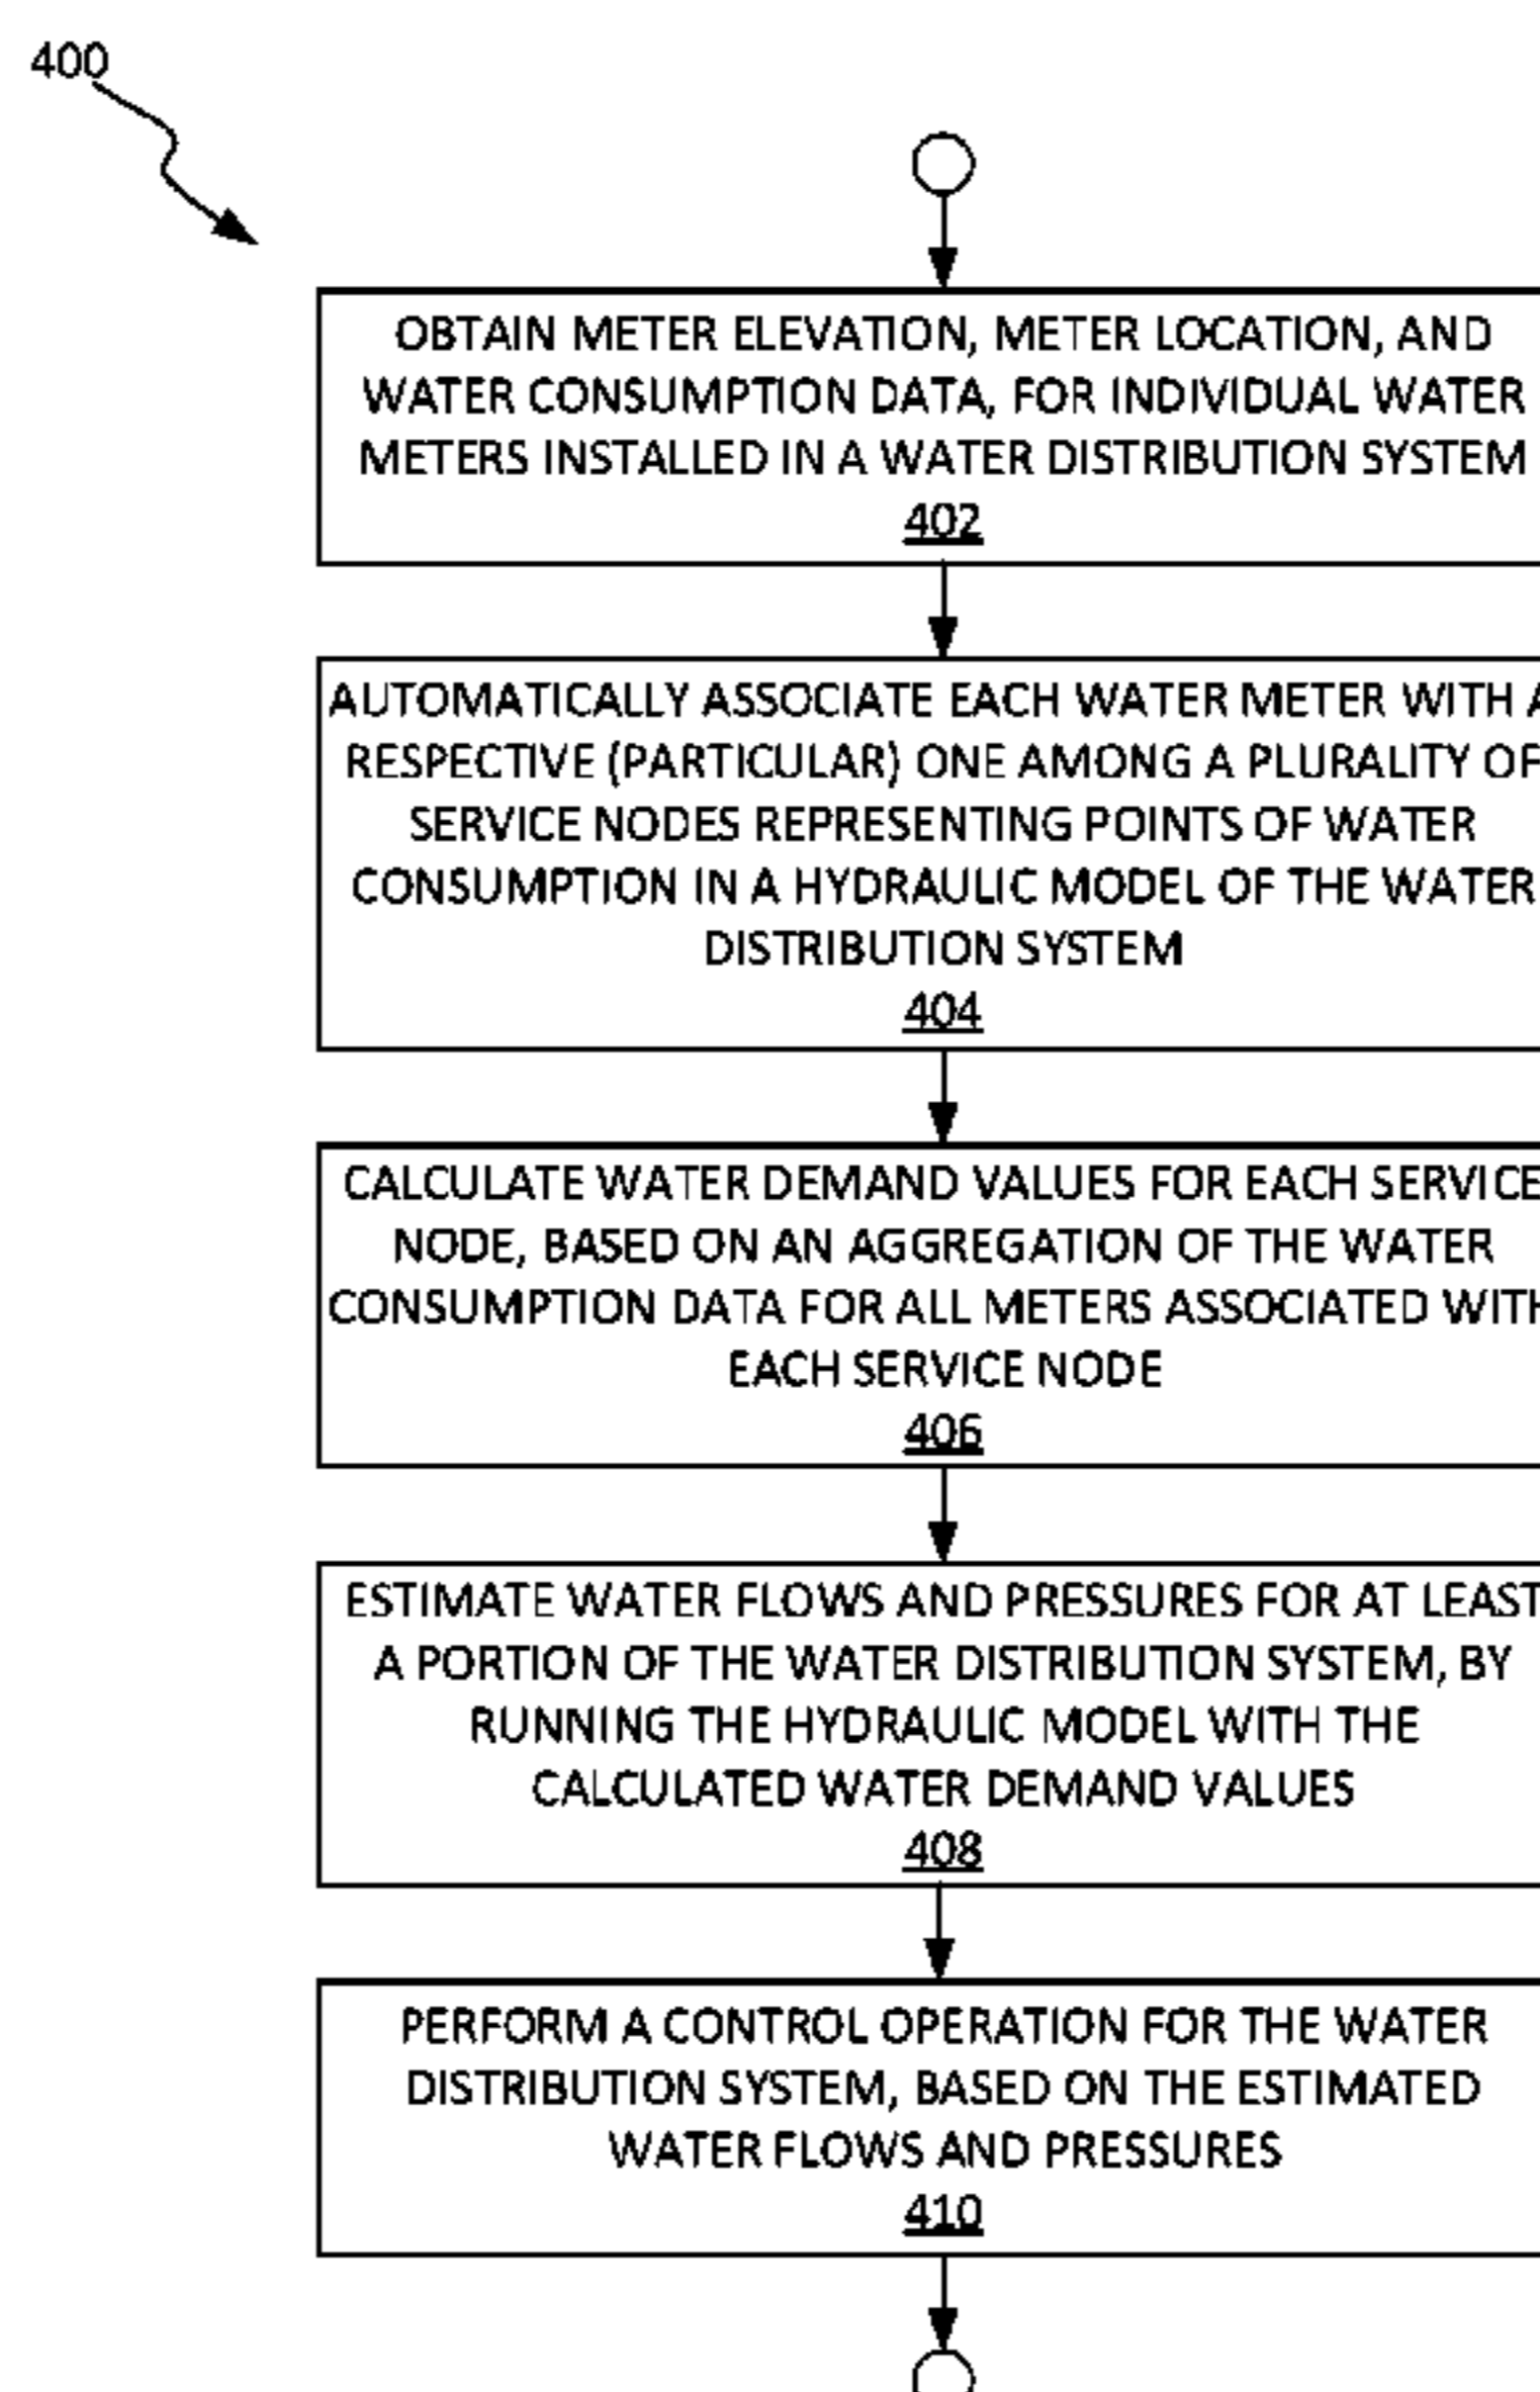 400
OBTAIN METER ELEVATION, METER LOCATION, AND
WATER CONSUMPTION DATA, FOR INDIVIDUAL WATER
METERS INSTALLED IN A WATER DISTRIBUTION SYSTEM
402
AUTOMATICALLY ASSOCIATE EACH WATER METER WITH A
RESPECTIVE (PARTICULAR) ONE AMONG A PLURALITY OF
SERVICE NODES REPRESENTING POINTS OF WATER
CONSUMPTION IN A HYDRAULIC MODEL OF THE WATER
DISTRIBUTION SYSTEM
404
CALCULATE WATER DEMAND VALUES FOR EACH SERVICE
NODE, BASED ON AN AGGREGATION OF THE WATER
CONSUMPTION DATA FOR ALL METERS ASSOCIATED WITH
EACH SERVICE NODE
406
ESTIMATE WATER FLOWS AND PRESSURES FOR AT LEAST
A PORTION OF THE WATER DISTRIBUTION SYSTEM, BY
RUNNING THE HYDRAULIC MODEL WITH THE
CALCULATED WATER DEMAND VALUES
408
PERFORM A CONTROL OPERATION FOR THE WATER
DISTRIBUTION SYSTEM, BASED ON THE ESTIMATED
WATER FLOWS AND PRESSURES
410